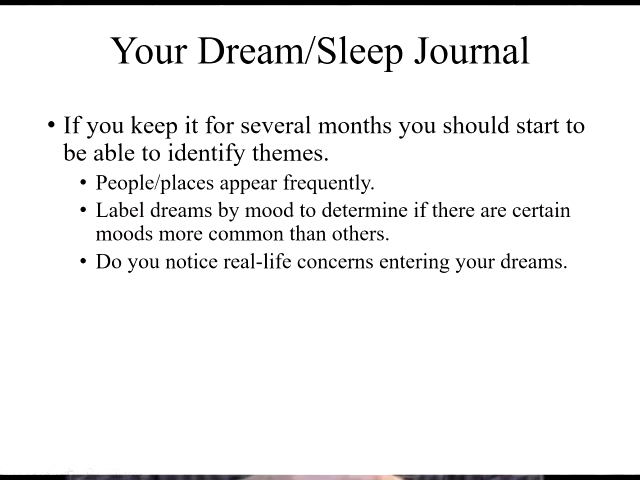 Your Dream/Sleep Journal
• If you keep it for several months you should start to
be able to identify themes.
• People/places appear frequently.
• Label dreams by mood to determine if there are certain
moods more common than others.
• Do you notice real-life concerns entering your dreams.